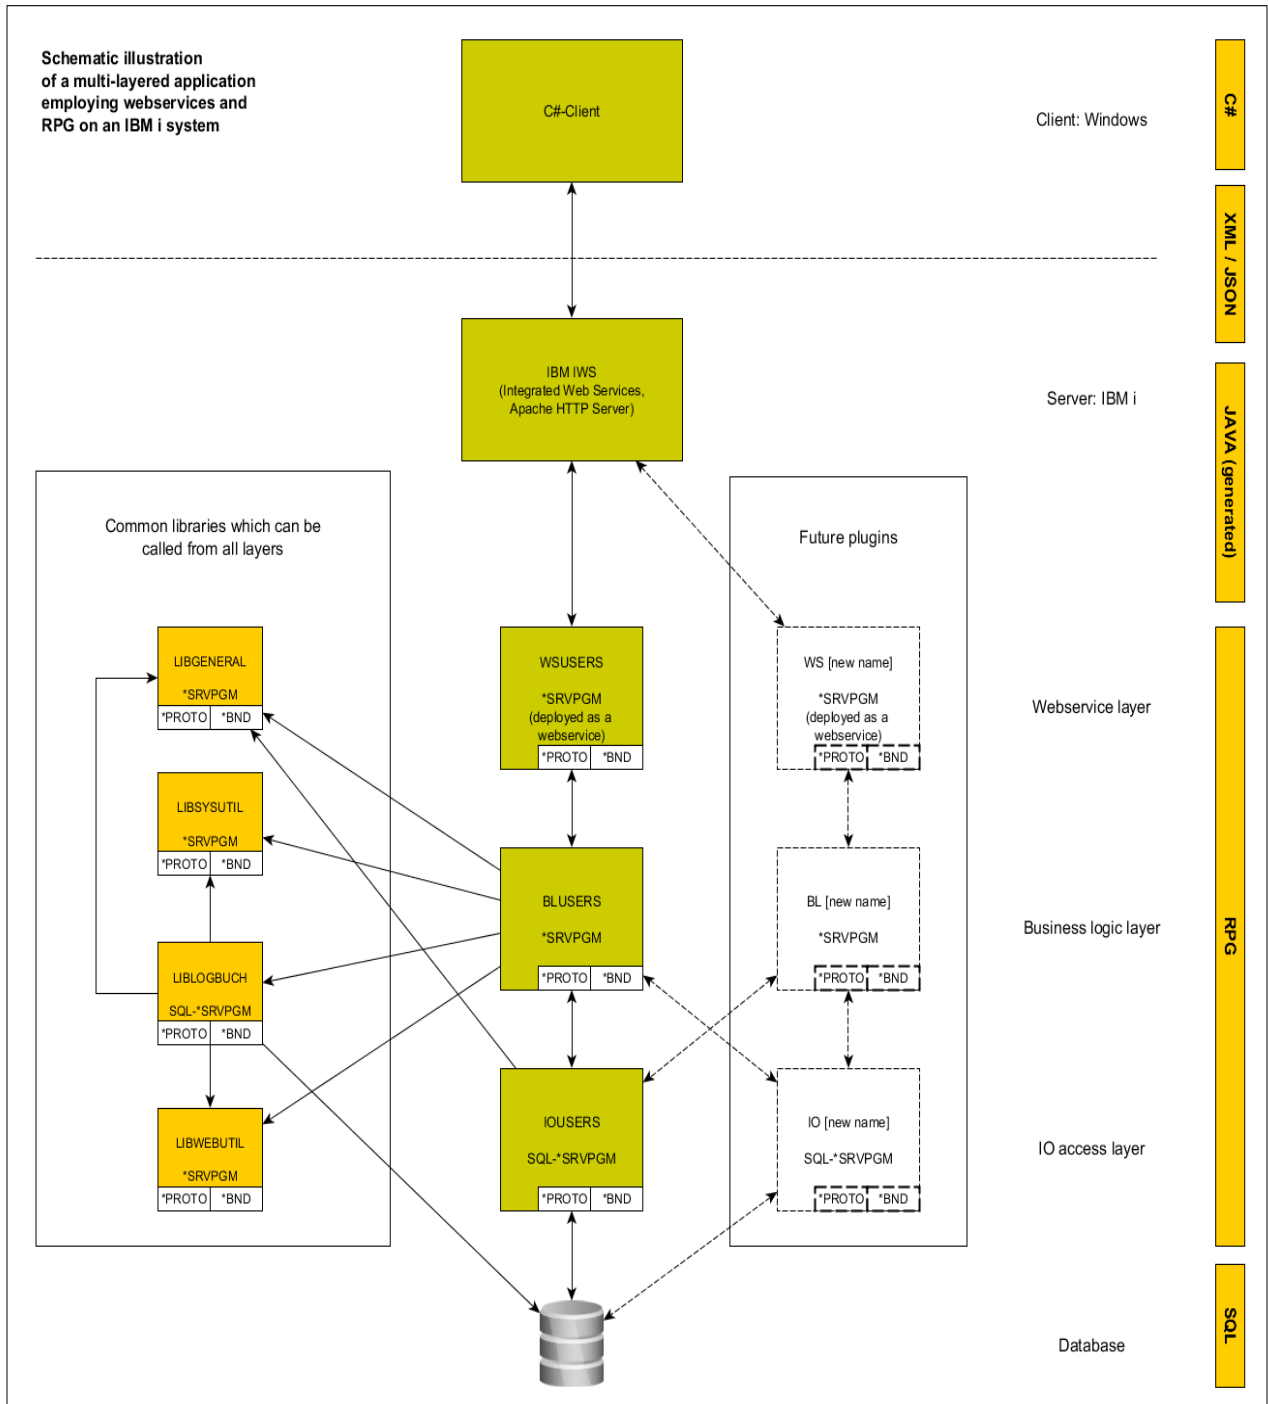 Schematic illustration
of a multi-layered application
employing webservices and
RPG on an IBM i system
C#-Client
Client: Windows
C#
XML / JSON
IBM IWS
(Integrated Web Services,
Apache HTTP Server)
Server: IBM i
JAVA (generated)
Common libraries which can be
called from all layers
Future plugins
LIBGENERAL
*SRVPGM
*PROTO *BND
WSUSERS
*SRVPGM
(deployed as a
webservice)
*PROTO *BND
WS [new name]
*SRVPGM
(deployed as a
webservice)
*PROTO *BND
Webservice layer
LIBSYSUTIL
*SRVPGM
*PROTO *BND
BLUSERS
*SRVPGM
*PROTO *BND
BL [new name]
*SRVPGM
*PROTO *BND
Business logic layer
RPG
LIBLOGBUCH
SQL-*SRVPGM
*PROTO *BND
IOUSERS
SQL-*SRVPGM
*PROTO *BND
IO [new name]
SQL-*SRVPGM
*PROTO *BND
IO access layer
LIBWEBUTIL
*SRVPGM
*PROTO *BND
Database
SQL